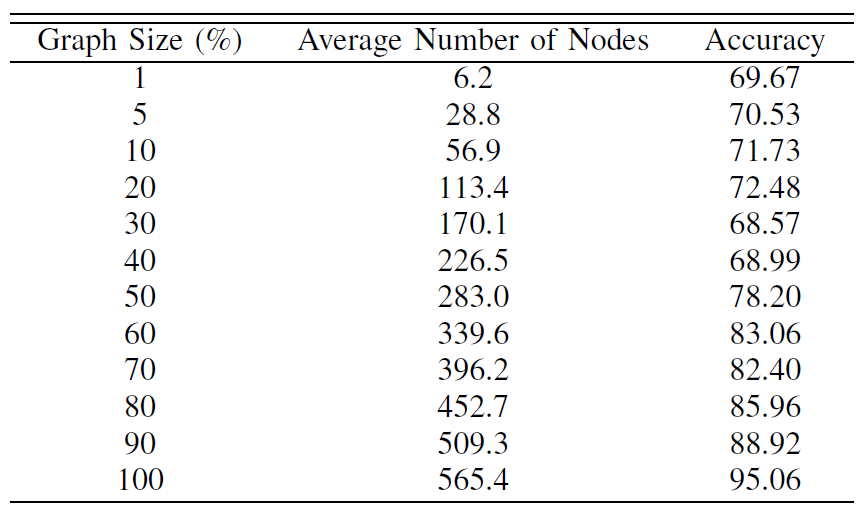 Graph Size (%) Average Number of Nodes Accuracy
1 6.2 69.67
5 28.8 70.53
10 56.9 71.73
20 113.4 72.48
30 170.1 68.57
40 226.5 68.99
50 283.0 78.20
60 339.6 83.06
70 396.2 82.40
80 452.7 85.96
90 509.3 88.92
100 565.4 95.06